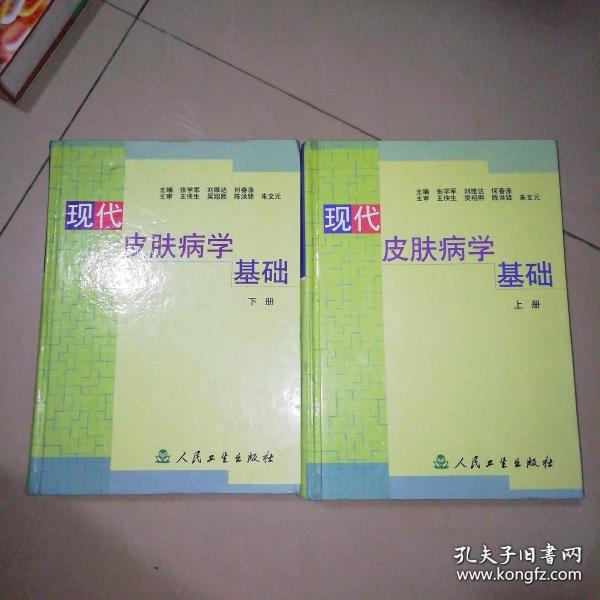 主编 张学军 刘维达 何春涤
主审 王侠生 吴绍熙 陈洪铎 朱文元
现代
皮肤病学
基础
下册
人民卫生出版社
主编 张学军 刘维达 何春涤
主审 王侠生 吴绍熙 陈洪铎 朱文元
现代
皮肤病学
基础
上册
人民卫生出版社
孔夫子旧书网
www.kongfz.com